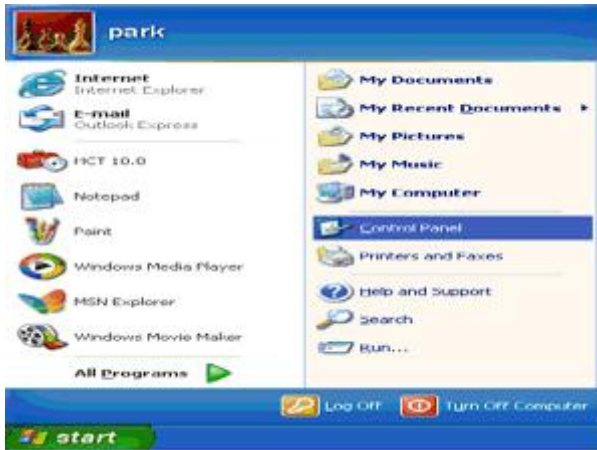 park
Internet
Internet Explorer
E-mail
Outlook Express
HCT 10.0
Notepad
Paint
Windows Media Player
MSN Explorer
Windows Movie Maker
All Programs
My Documents
My Recent Documents
My Pictures
My Music
My Computer
Control Panel
Printers and Faxes
Help and Support
Search
Run...
Log Off
Turn Off Computer
start